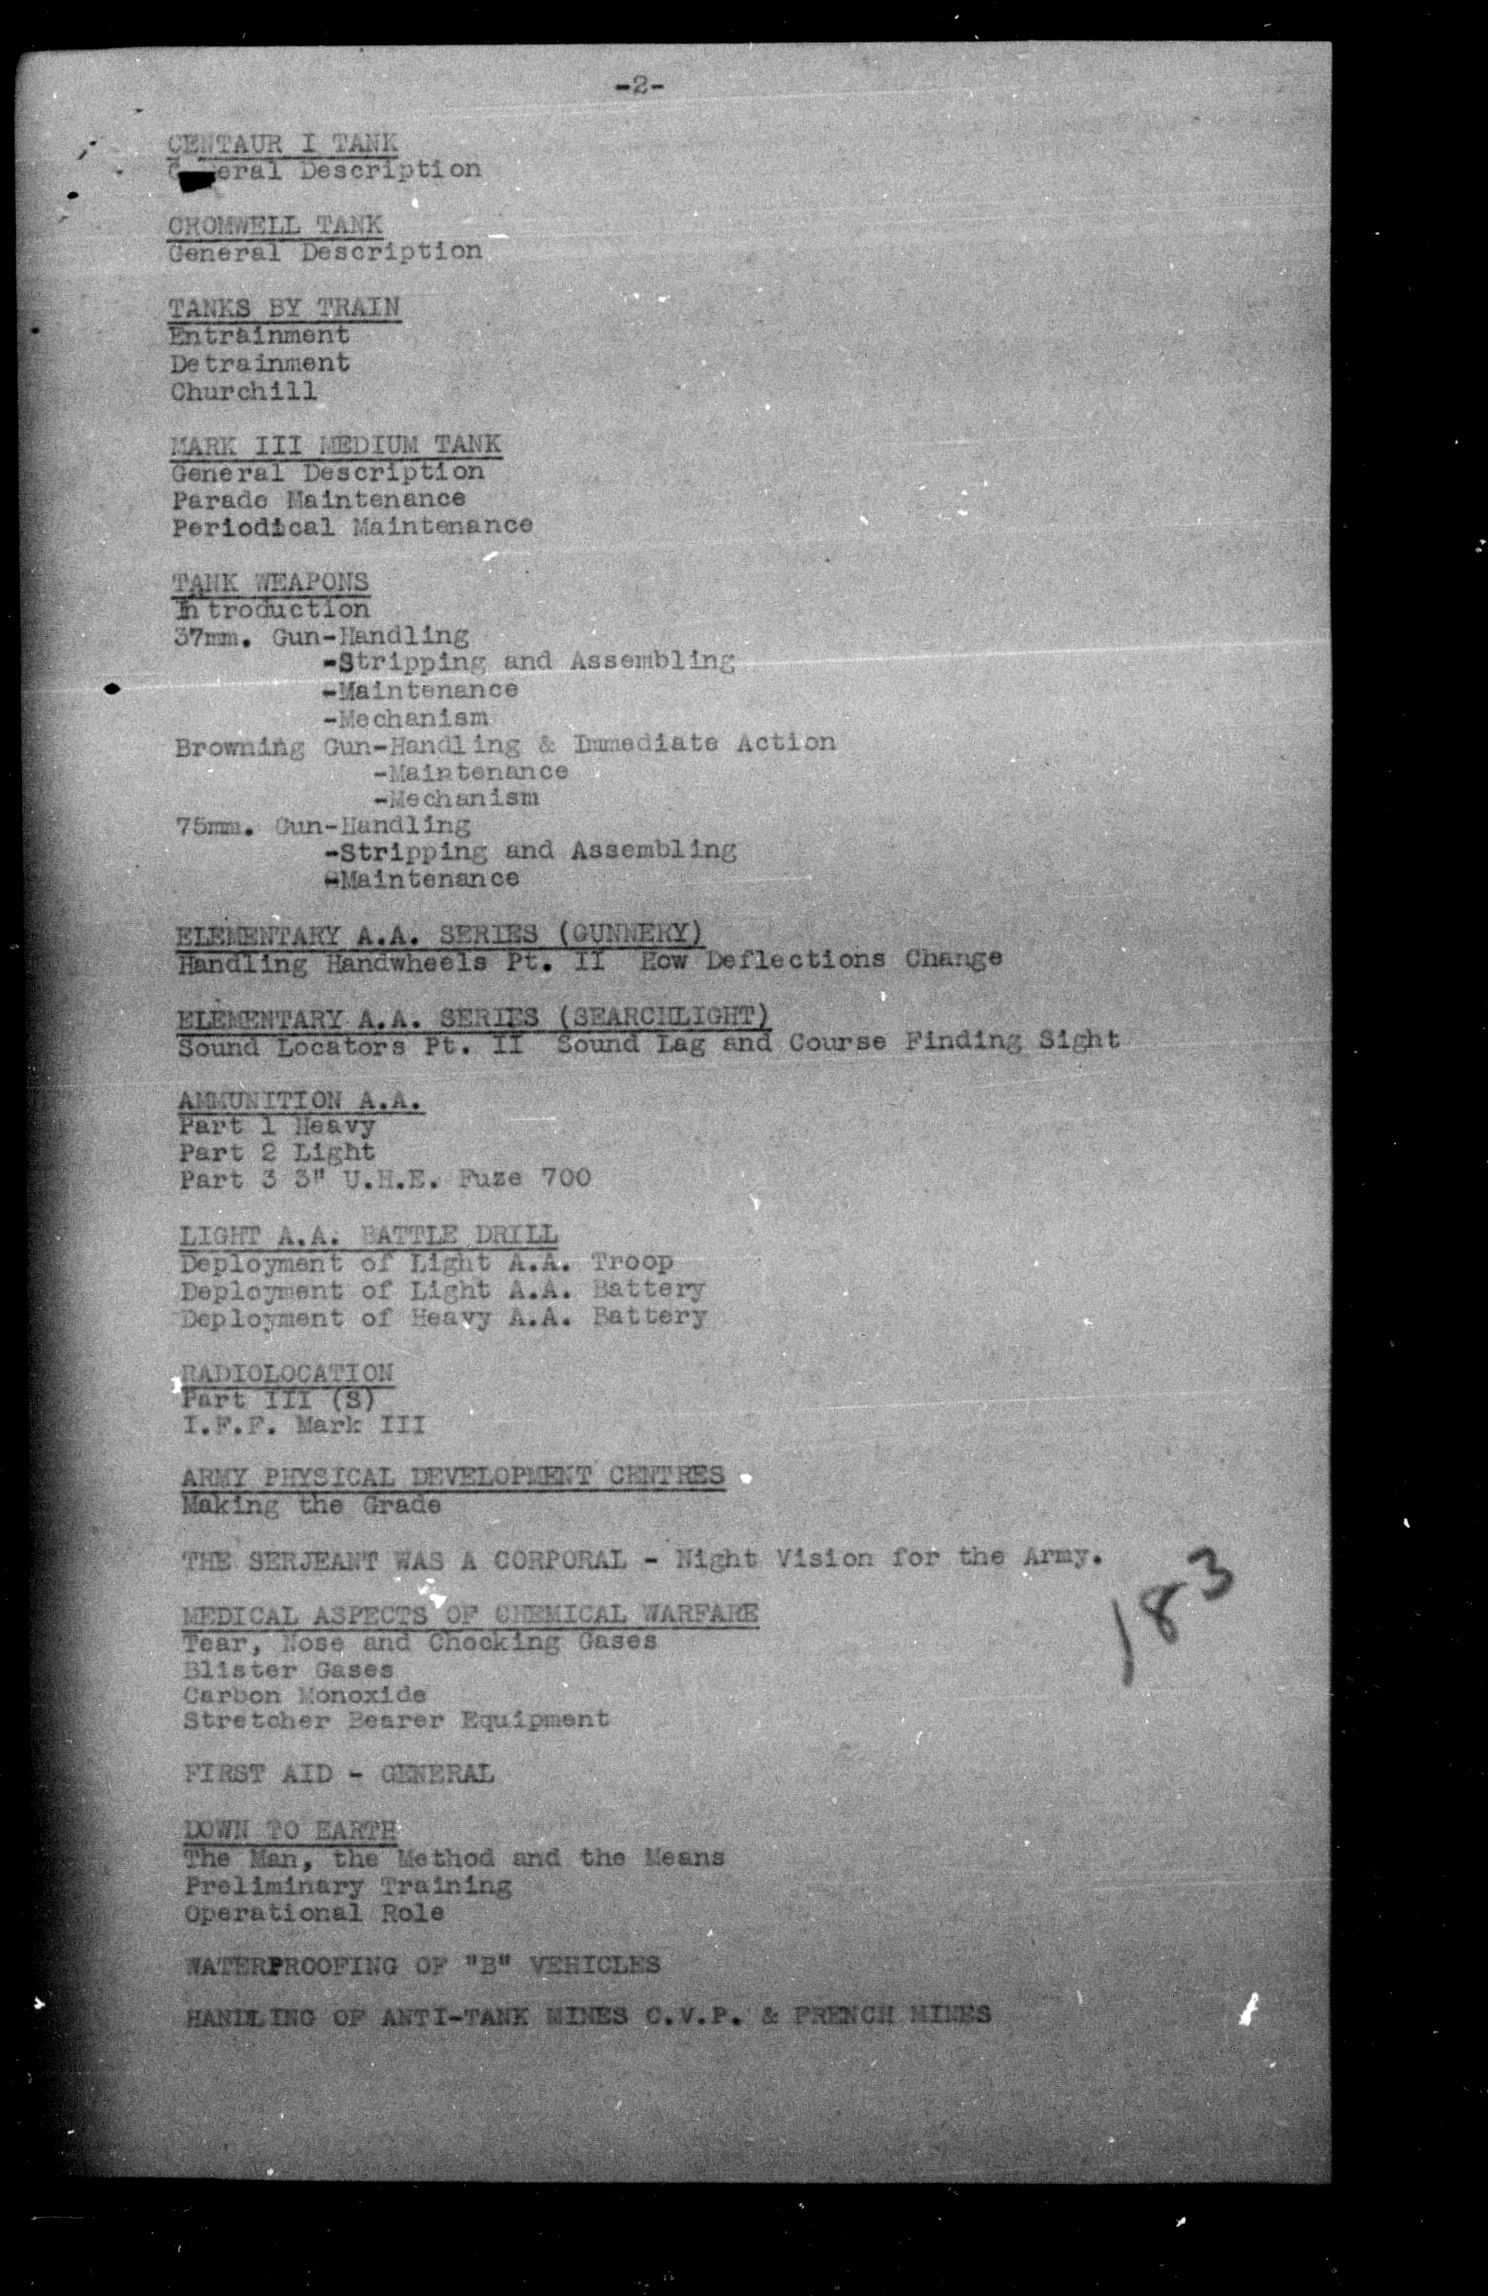 -2-
CENTAUR I TANK
General Description
CROMWELL TANK
General Description
TANKS BY TRAIN
Entrainment
Detrainment
Churchill
MARK III MEDIUM TANK
General Description
Parade Maintenance
Periodical Maintenance
TANK WEAPONS
Introduction
37mm. Gun-Handling
-Stripping and Assembling
-Maintenance
-Mechanism
Browning Gun-Handling & Immediate Action
-Maintenance
-Mechanism
75mm. Gun-Handling
-Stripping and Assembling
-Maintenance
ELEMENTARY A.A. SERIES (GUNNERY)
Handling Handwheels Pt. II How Deflections Change
ELEMENTARY A.A. SERIES (SEARCHLIGHT)
Sound Locators Pt. II Sound Lag and Course Finding Sight
AMMUNITION A.A.
Part 1 Heavy
Part 2 Light
Part 3 3" U.H.E. Fuze 700
LIGHT A.A. BATTLE DRILL
Deployment of Light A.A. Troop
Deployment of Light A.A. Battery
Deployment of Heavy A.A. Battery
RADIOLOCATION
Part III (S)
I.F.F. Mark III
ARMY PHYSICAL DEVELOPMENT CENTRES
Making the Grade
THE SERJEANT WAS A CORPORAL - Night Vision for the Army.
183
MEDICAL ASPECTS OF CHEMICAL WARFARE
Tear, Nose and Chocking Gases
Blister Gases
Carbon Monoxide
Stretcher Bearer Equipment
FIRST AID - GENERAL
DOWN TO EARTH
The Man, the Method and the Means
Preliminary Training
Operational Role
WATERPROOFING OF "B" VEHICLES
HANDLING OF ANTI-TANK MINES C.V.P. & FRENCH MINES